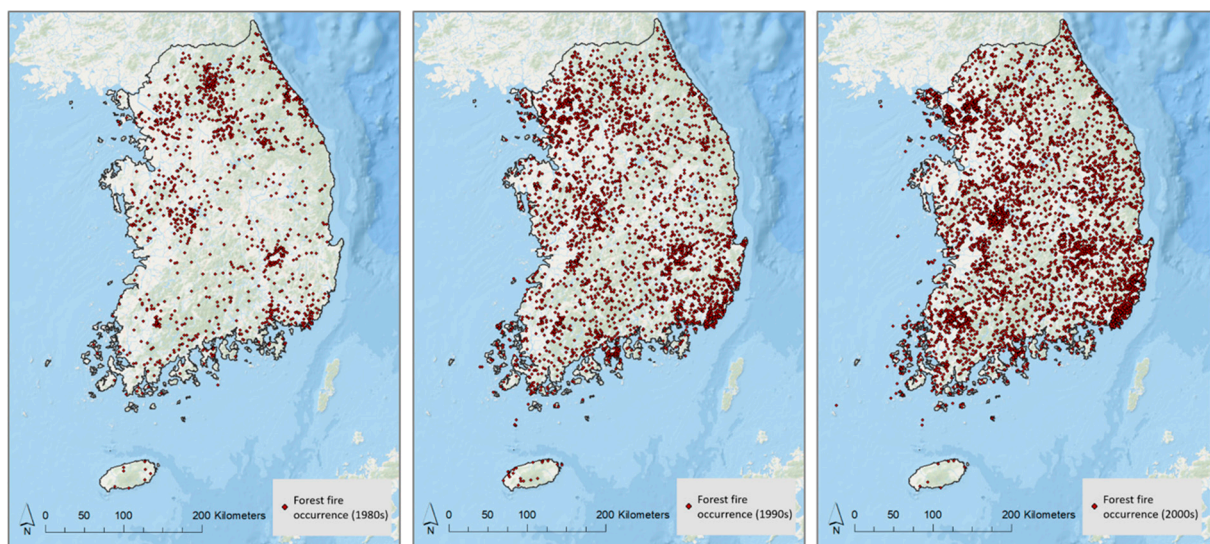 Forest fire
occurrence (1980s)
0 50 100 200 Kilometers
N
Forest fire
occurrence (1990s)
0 50 100 200 Kilometers
N
Forest fire
occurrence (2000s)
0 50 100 200 Kilometers
N